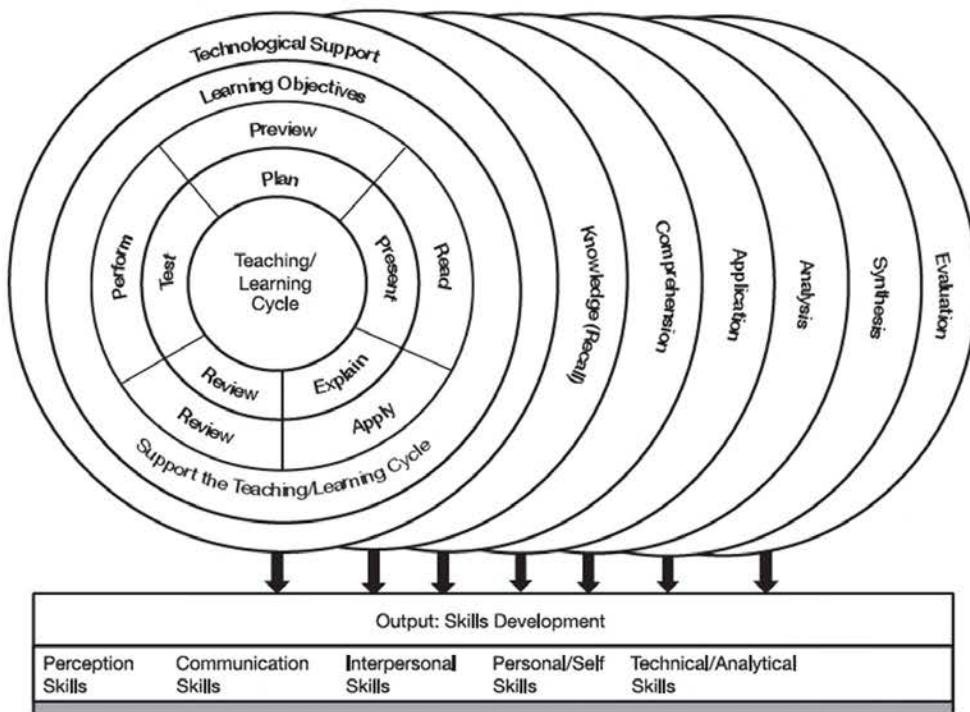 Technological Support
Learning Objectives
Preview
Plan
Perform
Test
Teaching/
Learning
Cycle
Present
Read
Review
Explain
Review
Apply
Support the Teaching/Learning Cycle
Knowledge (Recall)
Comprehension
Application
Analysis
Synthesis
Evaluation
Output: Skills Development
Perception
Skills
Communication
Skills
Interpersonal
Skills
Personal/Self
Skills
Technical/Analytical
Skills